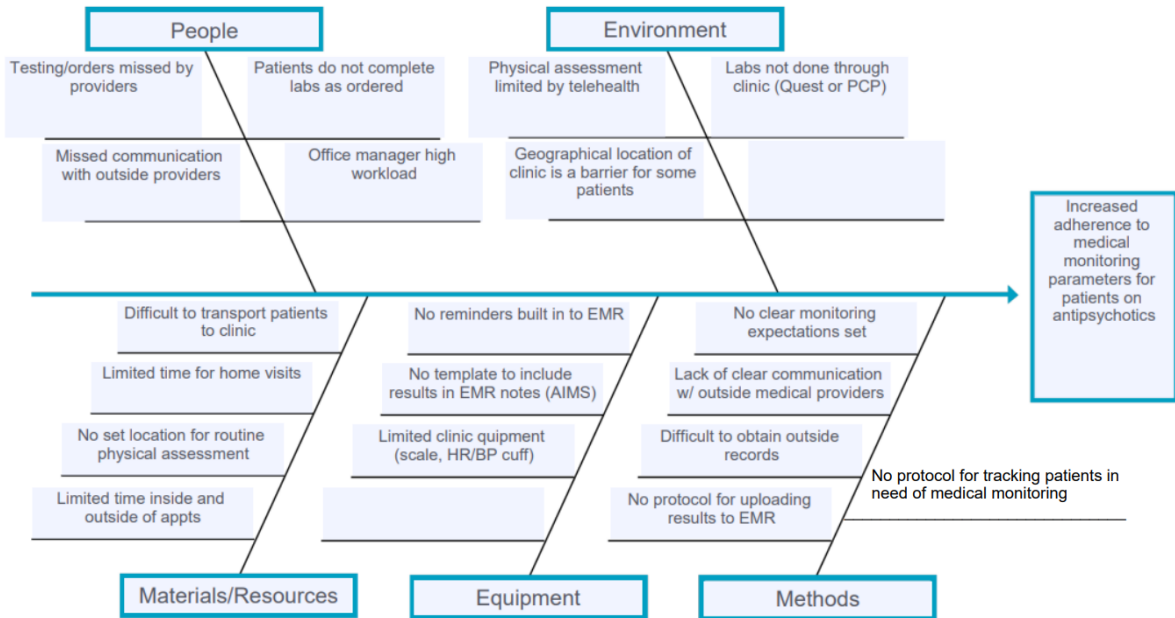 People
Environment
Testing/orders missed by
providers
Patients do not complete
labs as ordered
Physical assessment
limited by telehealth
Labs not done through
clinic (Quest or PCP)
Missed communication
with outside providers
Office manager high
workload
Geographical location of
clinic is a barrier for some
patients
Increased
adherence to
medical
monitoring
parameters for
patients on
antipsychotics
Difficult to transport patients
to clinic
Limited time for home visits
No set location for routine
physical assessment
Limited time inside and
outside of appts
No reminders built in to EMR
No template to include
results in EMR notes (AIMS)
Limited clinic quipment
(scale, HR/BP cuff)
No clear monitoring
expectations set
Lack of clear communication
w/ outside medical providers
Difficult to obtain outside
records
No protocol for uploading
results to EMR
No protocol for tracking patients in
need of medical monitoring
Materials/Resources
Equipment
Methods